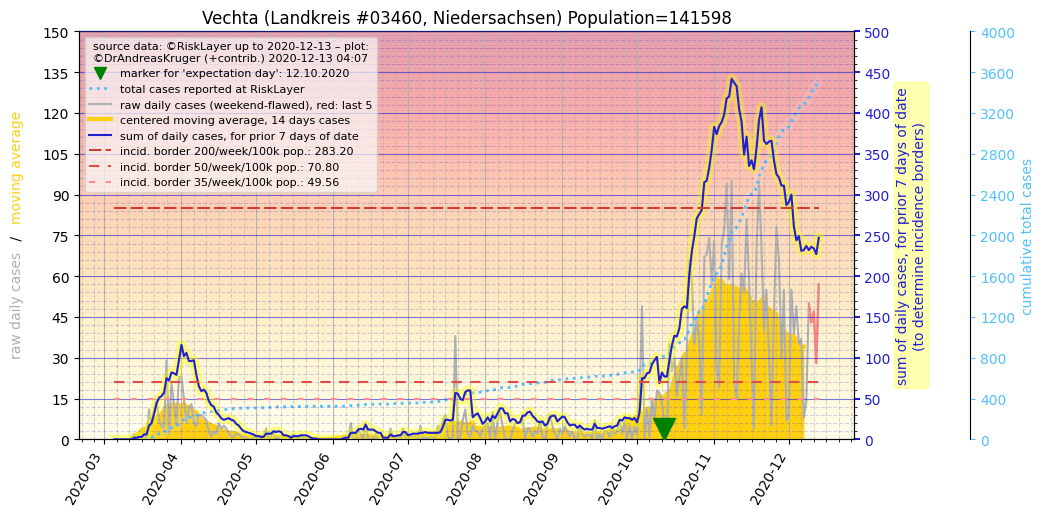 Vechta (Landkreis #03460, Niedersachsen) Population=141598
source data: ©RiskLayer up to 2020-12-13 – plot:
©DrAndreasKruger (+contrib.) 2020-12-13 04:07
marker for 'expectation day': 12.10.2020
total cases reported at RiskLayer
raw daily cases (weekend-flawed), red: last 5
centered moving average, 14 days cases
sum of daily cases, for prior 7 days of date
incid. border 200/week/100k pop.: 283.20
incid. border 50/week/100k pop.: 70.80
incid. border 35/week/100k pop.: 49.56
raw daily cases / moving average
150
135
120
105
90
75
60
45
30
15
0
2020-03
2020-04
2020-05
2020-06
2020-07
2020-08
2020-09
2020-10
2020-11
2020-12
500
450
400
350
300
250
200
150
100
50
0
sum of daily cases, for prior 7 days of date
(to determine incidence borders)
4000
3600
3200
2800
2400
2000
1600
1200
800
400
0
cumulative total cases